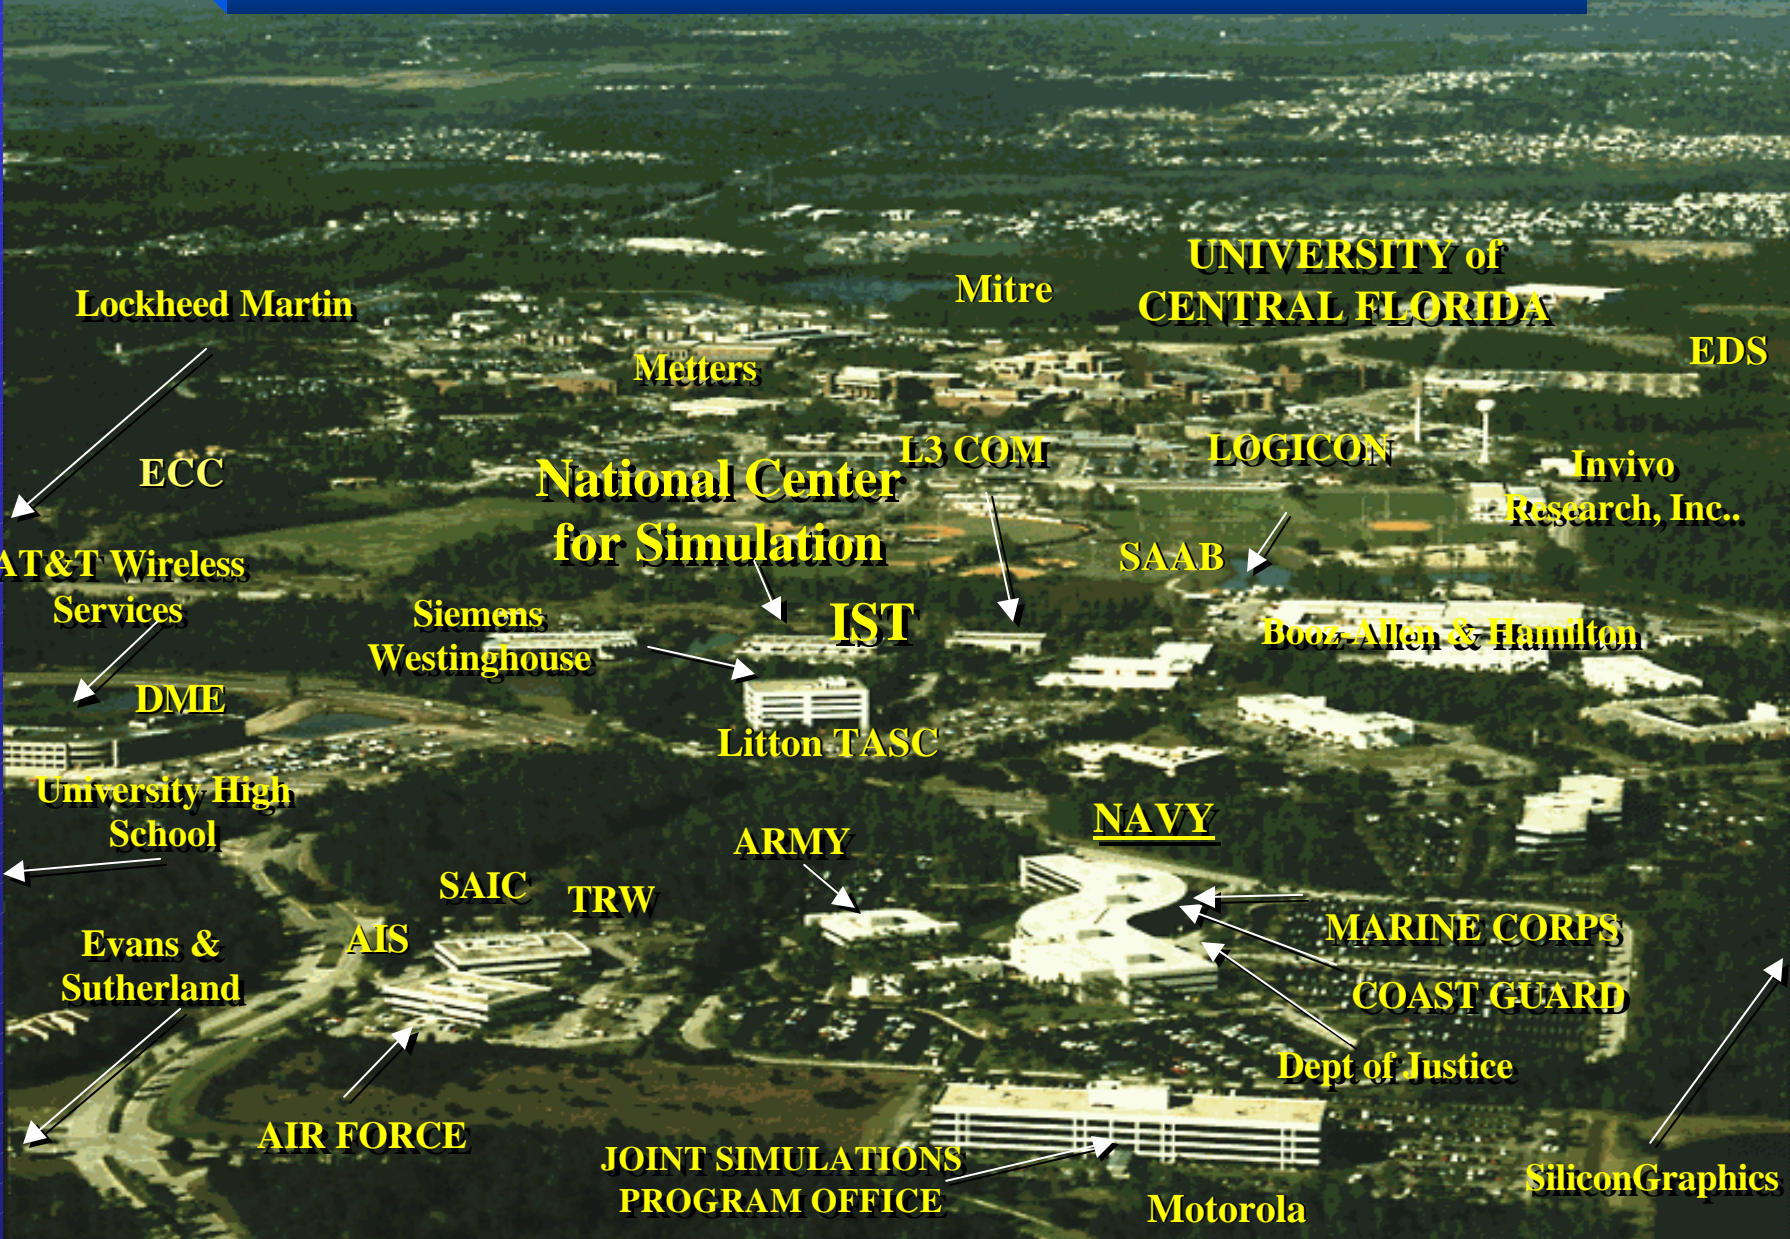 UNIVERSITY of
CENTRAL FLORIDA
Mitre
Lockheed Martin
EDS
Metters
L3 COM
LOGICON
ECC
National Center
for Simulation
Invivo
Research, Inc..
AT&T Wireless
Services
SAAB
Siemens
Westinghouse
IST
Booz-Allen & Hamilton
DME
Litton TASC
University High
School
NAVY
ARMY
SAIC
TRW
AIS
Evans &
Sutherland
MARINE CORPS
COAST GUARD
Dept of Justice
AIR FORCE
JOINT SIMULATIONS
PROGRAM OFFICE
SiliconGraphics
Motorola